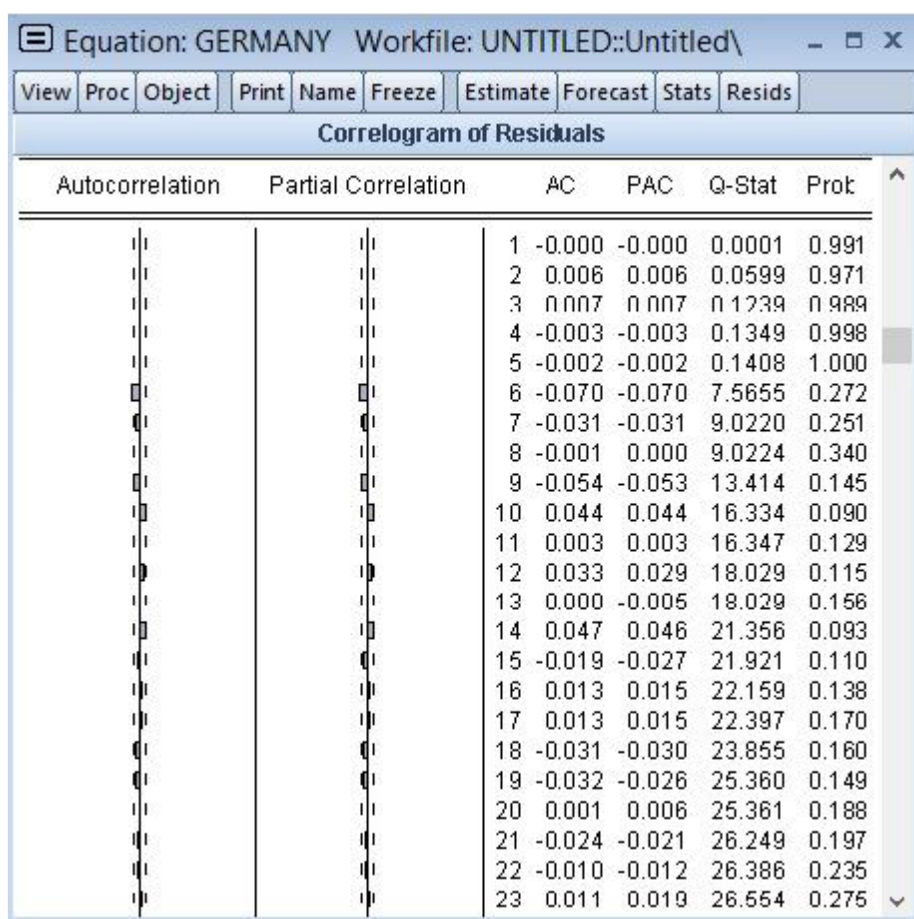 Equation: GERMANY Workfile: UNTITLED::Untitled\
View Proc Object Print Name Freeze Estimate Forecast Stats Resids
Correlogram of Residuals
Autocorrelation Partial Correlation AC PAC Q-Stat Prob
1 -0.000 -0.000 0.0001 0.991
2 0.006 0.006 0.0599 0.971
3 0.007 0.007 0.1239 0.989
4 -0.003 -0.003 0.1349 0.998
5 -0.002 -0.002 0.1408 1.000
6 -0.070 -0.070 7.5655 0.272
7 -0.031 -0.031 9.0220 0.251
8 -0.001 0.000 9.0224 0.340
9 -0.054 -0.053 13.414 0.145
10 0.044 0.044 16.334 0.090
11 0.003 0.003 16.347 0.129
12 0.033 0.029 18.029 0.115
13 0.000 -0.005 18.029 0.156
14 0.047 0.046 21.356 0.093
15 -0.019 -0.027 21.921 0.110
16 0.013 0.015 22.159 0.138
17 0.013 0.015 22.397 0.170
18 -0.031 -0.030 23.855 0.160
19 -0.032 -0.026 25.360 0.149
20 0.001 0.006 25.361 0.188
21 -0.024 -0.021 26.249 0.197
22 -0.010 -0.012 26.386 0.235
23 0.011 0.019 26.554 0.275